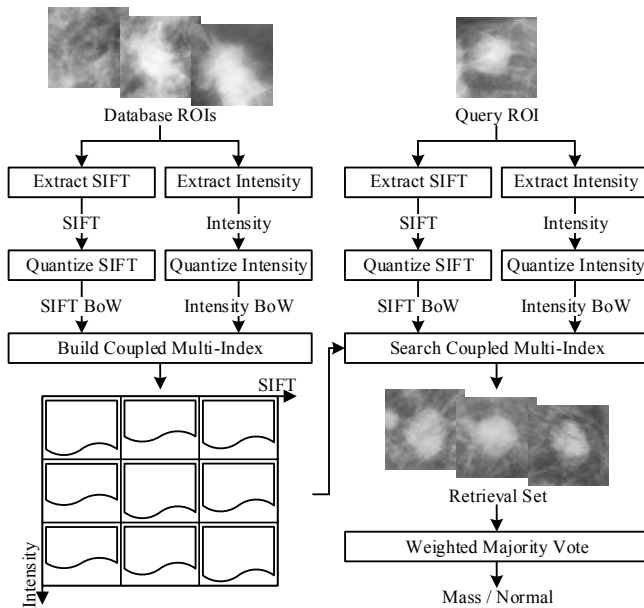 Database ROIs
Extract SIFT
Extract Intensity
SIFT
Intensity
Quantize SIFT
Quantize Intensity
SIFT BoW
Intensity BoW
Build Coupled Multi-Index
SIFT
Intensity
Query ROI
Extract SIFT
Extract Intensity
SIFT
Intensity
Quantize SIFT
Quantize Intensity
SIFT BoW
Intensity BoW
Search Coupled Multi-Index
Retrieval Set
Weighted Majority Vote
Mass / Normal